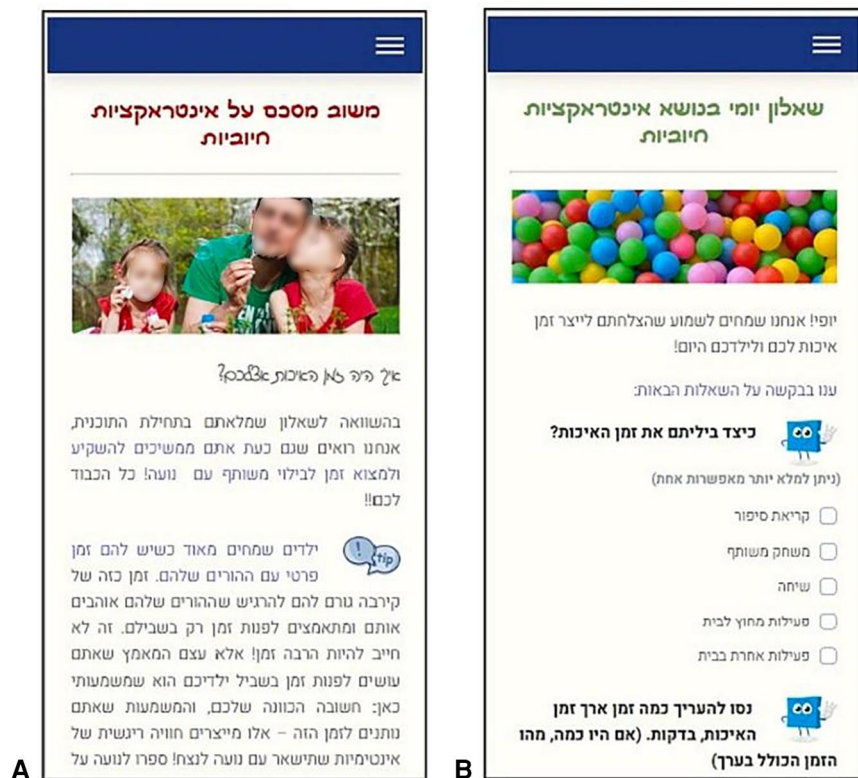 משוב מסכם על אינטראקציות
חיוביות
איך היה זמן האיכות אצלכם?
בהשוואה לשאלון שמלאתם בתחילת התוכנית,
אנחנו רואים שגם כעת אתם ממשיכים להשקיע
ולמצוא זמן לבילוי משותף עם נועה! כל הכבוד
לכם!!
tip
ילדים שמחים מאוד כשיש להם זמן
פרטי עם ההורים שלהם. זמן כזה של
קירבה גורם להם להרגיש שההורים שלהם אוהבים
אותם ומתאמצים לפנות זמן רק בשבילם. זה לא
חייב להיות הרבה זמן! אלא עצם המאמץ שאתם
עושים לפנות זמן בשביל ילדיכם הוא שמשמעותי
כאן: חשובה הכוונה שלכם, והמשמעות שאתם
נותנים לזמן הזה – אלו מייצרים חוויה ריגשית של
אינטימיות שתישאר עם נועה לנצח! ספרו לנועה על
A
שאלון יומי בנושא אינטראקציות
חיוביות
יופי! אנחנו שמחים לשמוע שהצלחתם לייצר זמן
איכות לכם ולילדכם היום!
ענו בבקשה על השאלות הבאות:
כיצד ביליתם את זמן האיכות?
(ניתן למלא יותר מאפשרות אחת)
קריאת סיפור
משחק משותף
שיחה
פעילות מחוץ לבית
פעילות אחרת בבית
נסו להעריך כמה זמן ארך זמן
האיכות, בדקות. (אם היו כמה, מהו
הזמן הכולל בערך)
B